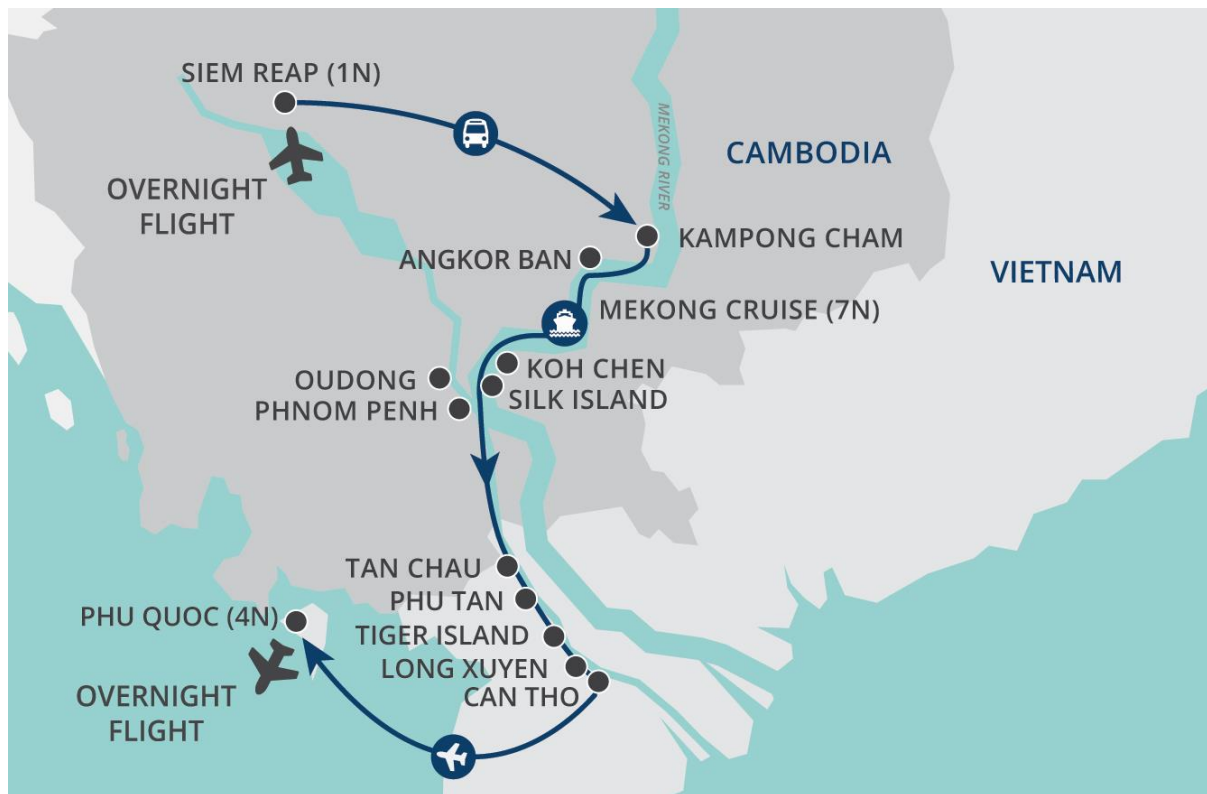 SIEM REAP (1N)
OVERNIGHT
FLIGHT
MEKONG RIVER
CAMBODIA
KAMPONG CHAM
ANGKOR BAN
VIETNAM
MEKONG CRUISE (7N)
KOH CHEN
OUDONG
SILK ISLAND
PHNOM PENH
TAN CHAU
PHU TAN
PHU QUOC (4N)
TIGER ISLAND
LONG XUYEN
CAN THO
OVERNIGHT
FLIGHT